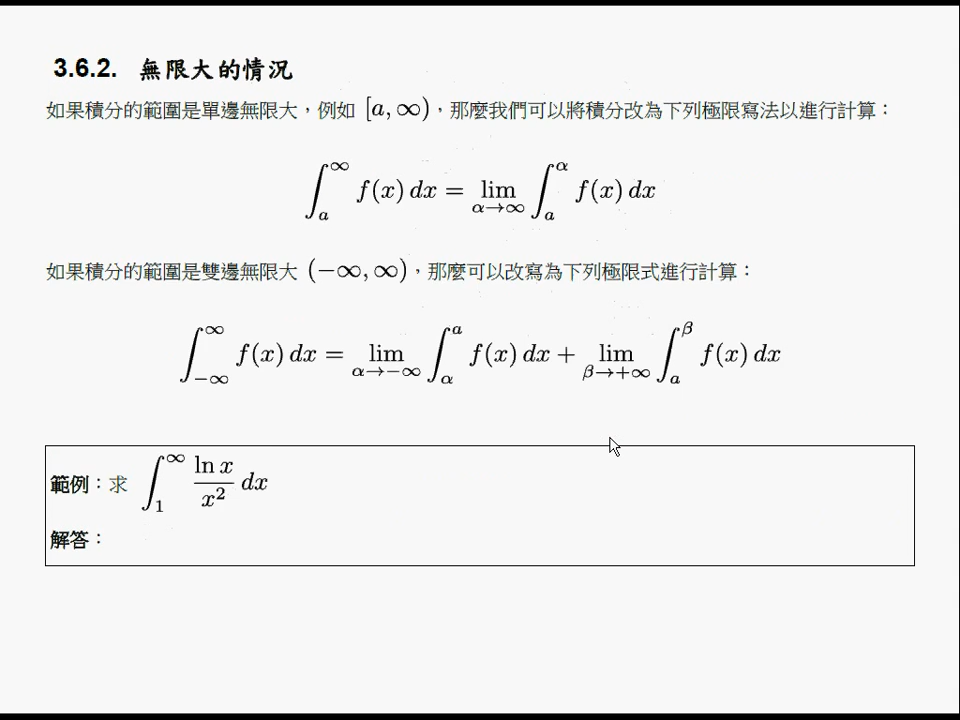 3.6.2. 無限大的情況
如果積分的範圍是單邊無限大，例如 [a, ∞)，那麼我們可以將積分改為下列極限寫法以進行計算：
∫_a^∞ f(x) dx = lim_{α→∞} ∫_a^α f(x) dx
如果積分的範圍是雙邊無限大 (−∞, ∞)，那麼可以改寫為下列極限式進行計算：
∫_{−∞}^∞ f(x) dx = lim_{α→−∞} ∫_α^a f(x) dx + lim_{β→+∞} ∫_a^β f(x) dx
範例：求 ∫_1^∞ \frac{ln x}{x^2} dx
解答：